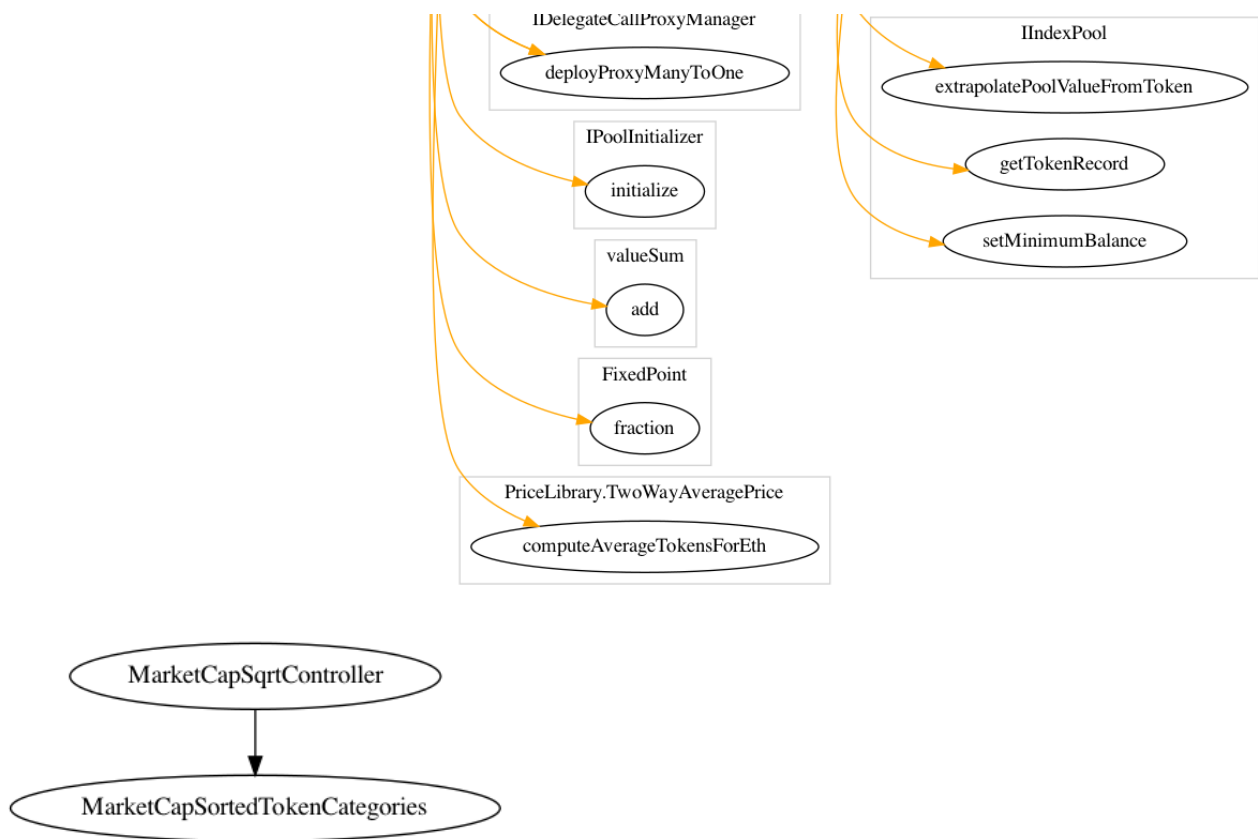 IDelegateCallProxyManager
deployProxyManyToOne
IPoolInitializer
initialize
valueSum
add
FixedPoint
fraction
PriceLibrary.TwoWayAveragePrice
computeAverageTokensForEth
IIndexPool
extrapolatePoolValueFromToken
getTokenRecord
setMinimumBalance
MarketCapSqrtController
MarketCapSortedTokenCategories